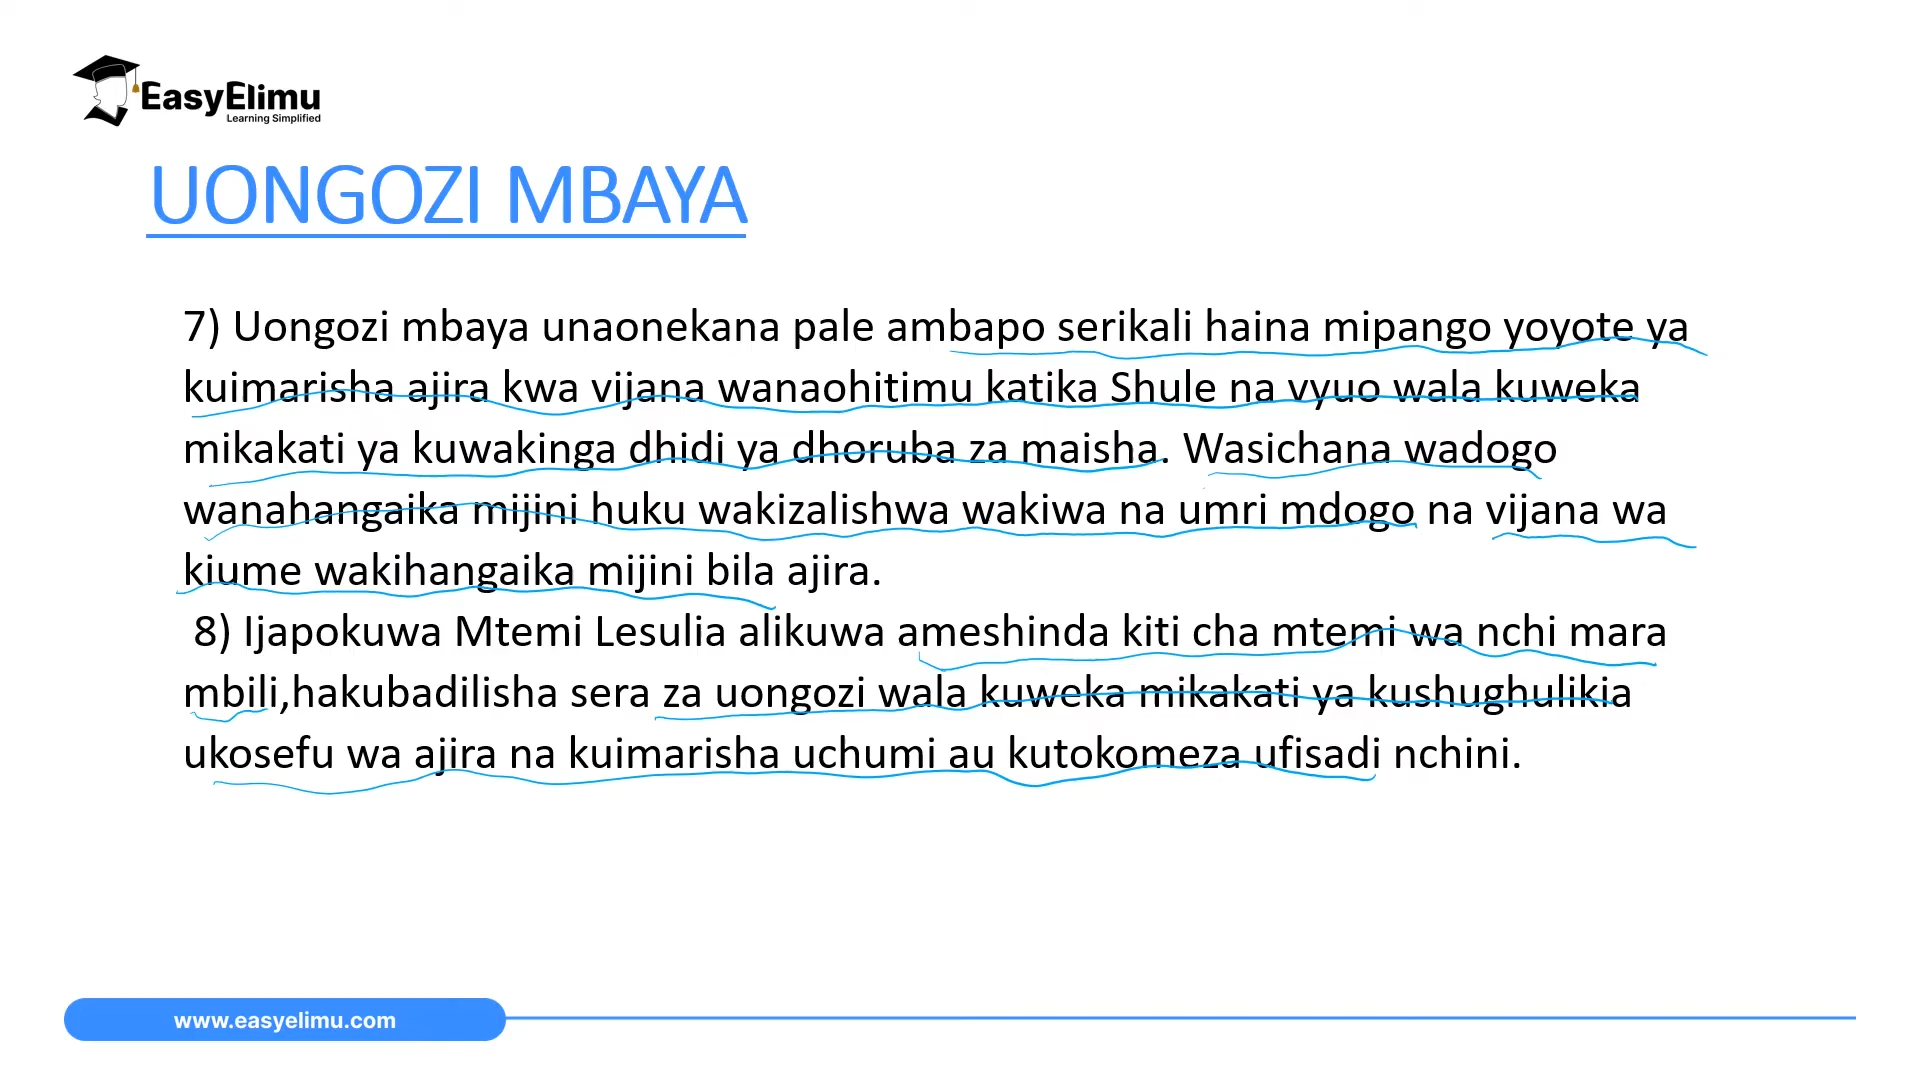 EasyElimu
Learning Simplified
UONGOZI MBAYA
7) Uongozi mbaya unaonekana pale ambapo serikali haina mipango yoyote ya
kuimarisha ajira kwa vijana wanaohitimu katika Shule na vyuo wala kuweka
mikakati ya kuwakinga dhidi ya dhoruba za maisha. Wasichana wadogo
wanahangaika mijini huku wakizalishwa wakiwa na umri mdogo na vijana wa
kiume wakihangaika mijini bila ajira.
8) Ijapokuwa Mtemi Lesulia alikuwa ameshinda kiti cha mtemi wa nchi mara
mbili,hakubadilisha sera za uongozi wala kuweka mikakati ya kushughulikia
ukosefu wa ajira na kuimarisha uchumi au kutokomeza ufisadi nchini.
www.easyelimu.com